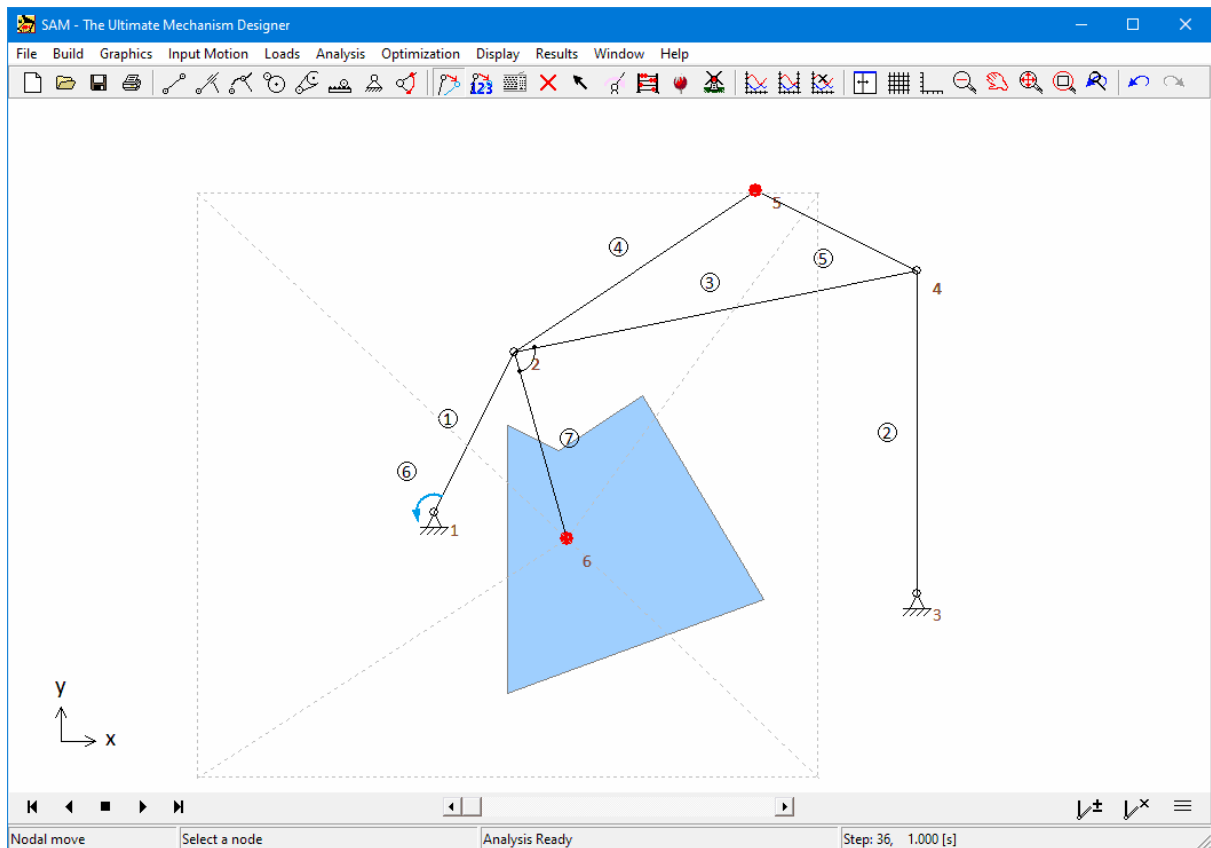 SAM - The Ultimate Mechanism Designer
File Build Graphics Input Motion Loads Analysis Optimization Display Results Window Help
123
5
4
5
3
4
2
1
2
7
6
1
6
3
y
x
Nodal move Select a node Analysis Ready Step: 36, 1.000 [s]